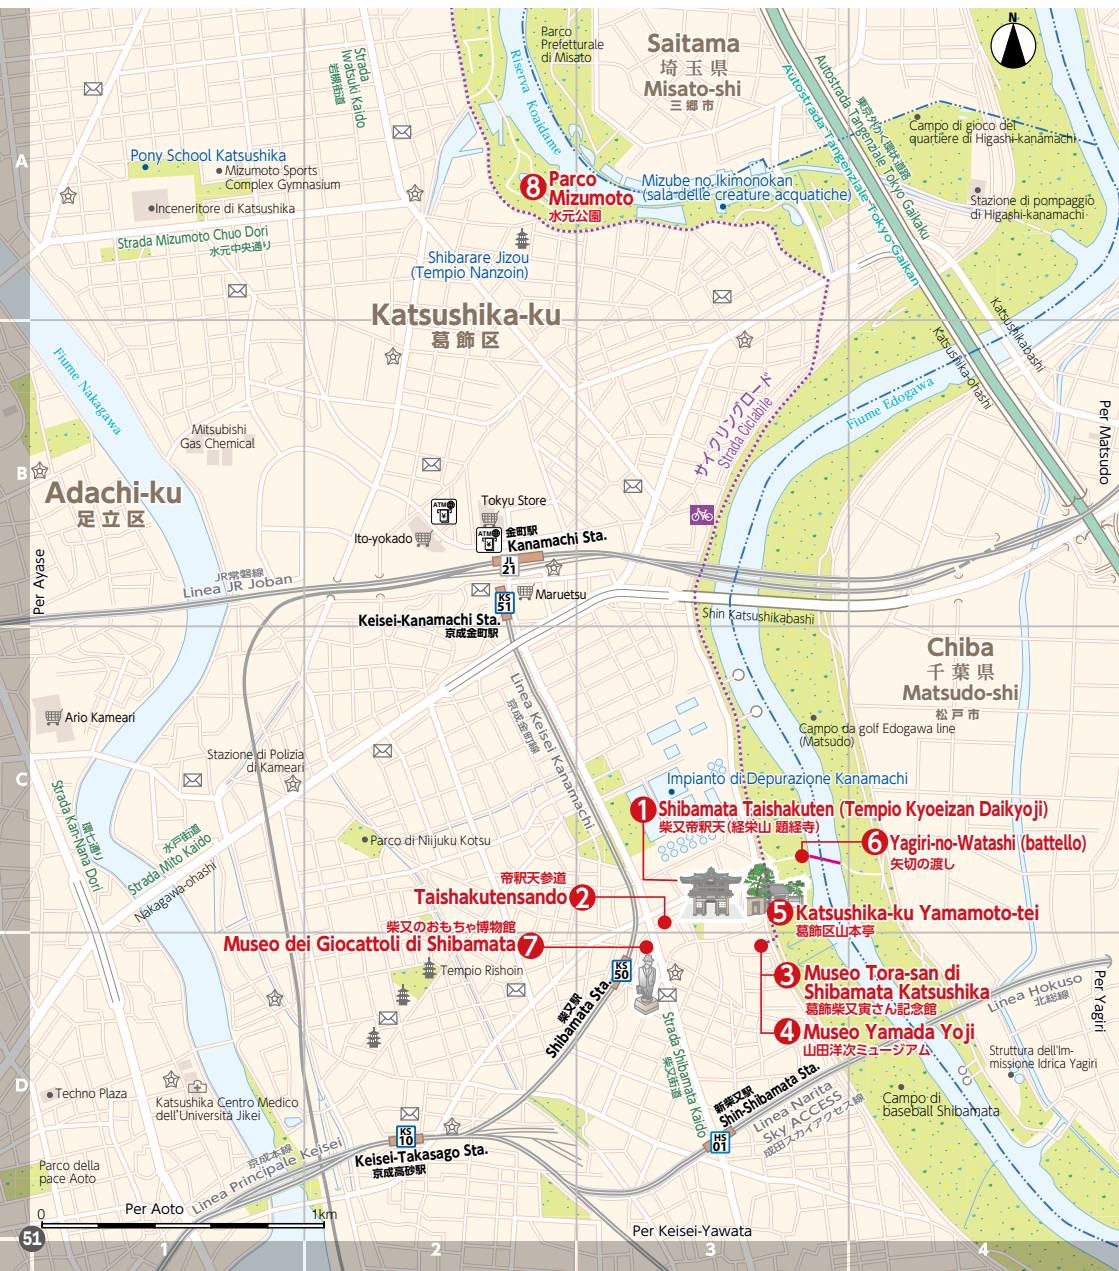 Parco
Prefetturale
di Misato
Saitama
埼玉県
Misato-shi
三郷市
N
Strada
Iwatsuki Kaido
岩槻街道
Riserva Koaidame
Autostrada Tangenziale Tokyo Gaikan
Autostrada Tangenziale Tokyo Gaikaku
東京外かく環状道路
Campo di gioco del
quartiere di Higashi-kanamachi
A
Pony School Katsushika
Mizumoto Sports
Complex Gymnasium
Inceneritore di Katsushika
8 Parco
Mizumoto
水元公園
Mizube no Ikimonokan
(sala delle creature acquatiche)
Stazione di pompaggio
di Higashi-kanamachi
Strada Mizumoto Chuo Dori
水元中央通り
Shibarare Jizou
(Tempio Nanzoin)
Katsushika-ku
葛飾区
Katsushikabashi
Katsushika-ohashi
Fiume Nakagawa
サイクリングロード
Strada Ciclabile
Fiume Edogawa
Per Matsudo
Mitsubishi
Gas Chemical
B
Adachi-ku
足立区
ATM
Tokyu Store
ATM
Ito-yokado
金町駅
Kanamachi Sta.
JL
21
Per Ayase
JR常磐線
Linea JR Joban
KS
51
Maruetsu
Keisei-Kanamachi Sta.
京成金町駅
Shin Katsushikabashi
Chiba
千葉県
Matsudo-shi
松戸市
Linea Keisei Kanamachi
京成金町線
Ario Kameari
Campo da golf Edogawa line
(Matsudo)
Stazione di Polizia
di Kameari
C
Impianto di Depurazione Kanamachi
Strada Kan-Nana Dori
環七通り
水戸街道
Strada Mito Kaido
Nakagawa-ohashi
Parco di Niijuku Kotsu
1 Shibamata Taishakuten (Tempio Kyoeizan Daikyoji)
柴又帝釈天（経栄山 題経寺）
6 Yagiri-no-Watashi (battello)
矢切の渡し
帝釈天参道
Taishakutensando 2
5 Katsushika-ku Yamamoto-tei
葛飾区山本亭
柴又のおもちゃ博物館
Museo dei Giocattoli di Shibamata 7
Tempio Rishoin
KS
50
柴又駅
Shibamata Sta.
3 Museo Tora-san di
Shibamata Katsushika
葛飾柴又寅さん記念館
4 Museo Yamada Yoji
山田洋次ミュージアム
Linea Hokuso
北総線
Per Yagiri
Strada Shibamata Kaido
柴又街道
Struttura dell'Im-
missione Idrica Yagiri
D
Techno Plaza
Katsushika Centro Medico
dell'Università Jikei
新柴又駅
Shin-Shibamata Sta.
Linea Narita
Sky ACCESS
成田スカイアクセス線
HS
01
Campo di
baseball Shibamata
KS
10
Keisei-Takasago Sta.
京成高砂駅
京成本線
Linea Principale Keisei
Parco della
pace Aoto
Per Aoto
0
1km
Per Keisei-Yawata
51
1
2
3
4